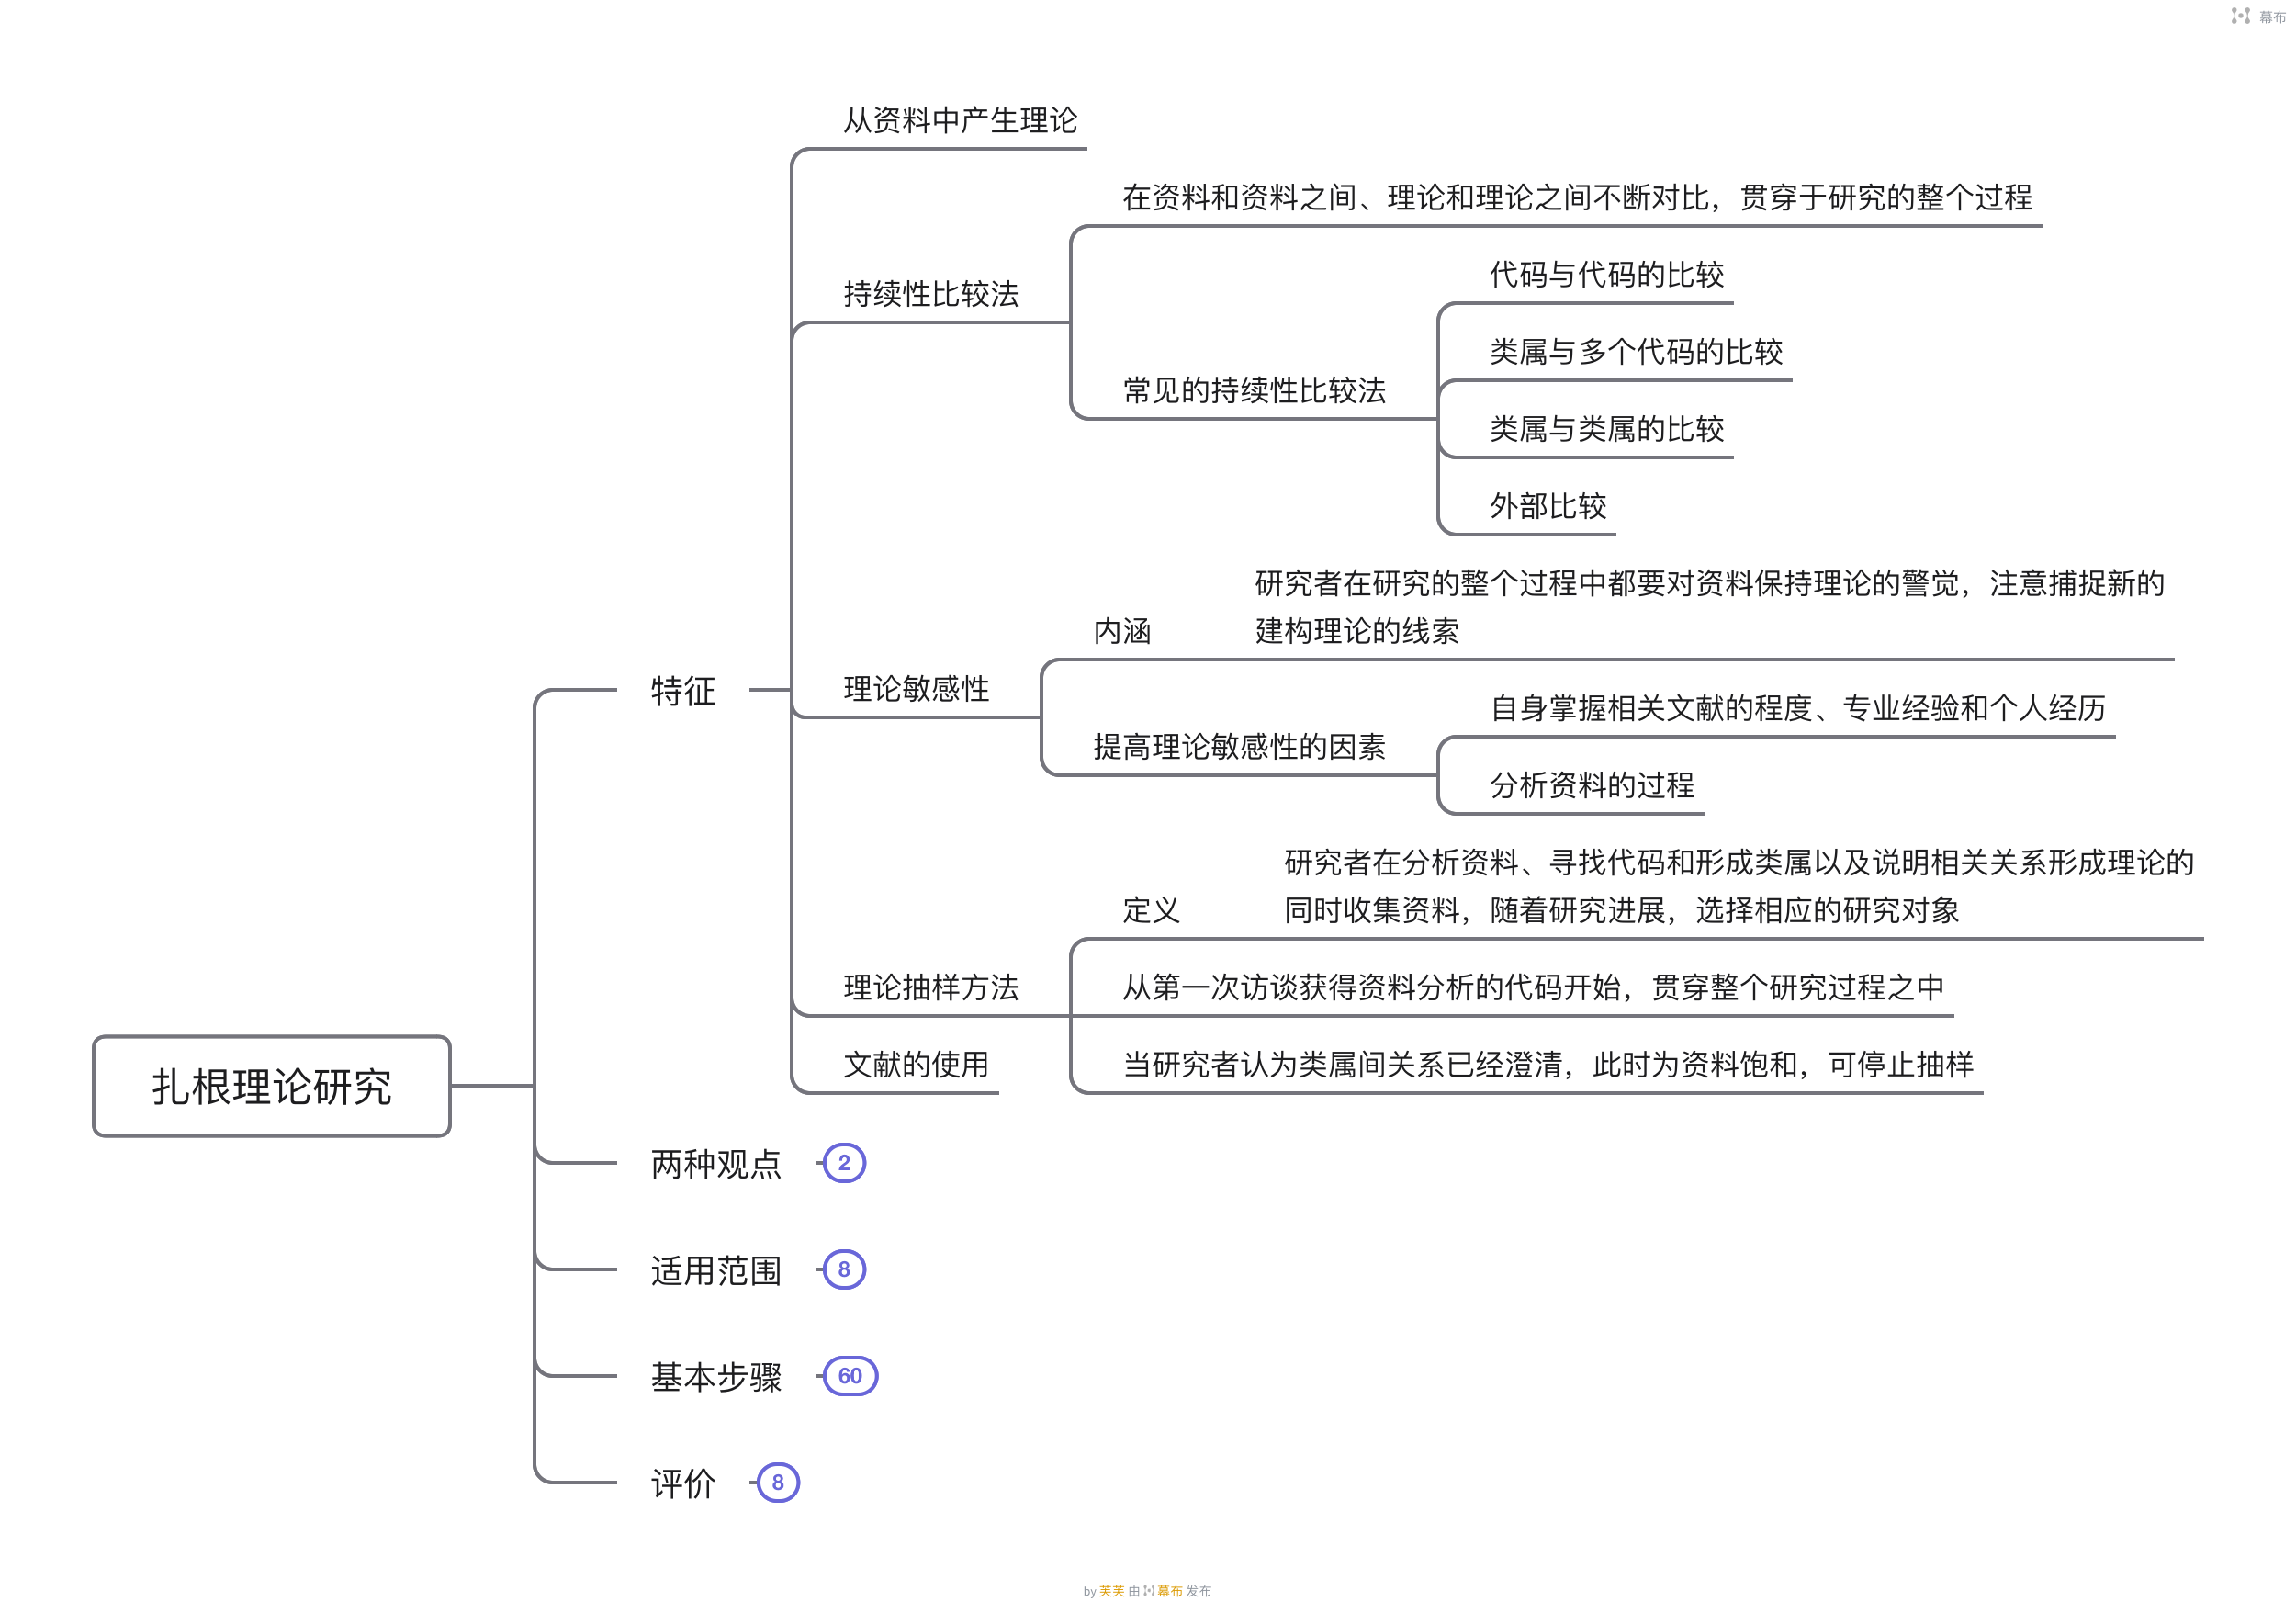 幕布
从资料中产生理论
在资料和资料之间、理论和理论之间不断对比，贯穿于研究的整个过程
持续性比较法
代码与代码的比较
类属与多个代码的比较
常见的持续性比较法
类属与类属的比较
外部比较
研究者在研究的整个过程中都要对资料保持理论的警觉，注意捕捉新的
内涵
建构理论的线索
特征
理论敏感性
自身掌握相关文献的程度、专业经验和个人经历
提高理论敏感性的因素
分析资料的过程
研究者在分析资料、寻找代码和形成类属以及说明相关关系形成理论的
定义
同时收集资料，随着研究进展，选择相应的研究对象
理论抽样方法
从第一次访谈获得资料分析的代码开始，贯穿整个研究过程之中
当研究者认为类属间关系已经澄清，此时为资料饱和，可停止抽样
文献的使用
扎根理论研究
两种观点 2
适用范围 8
基本步骤 60
评价 8
by 芙芙 由 幕布 发布